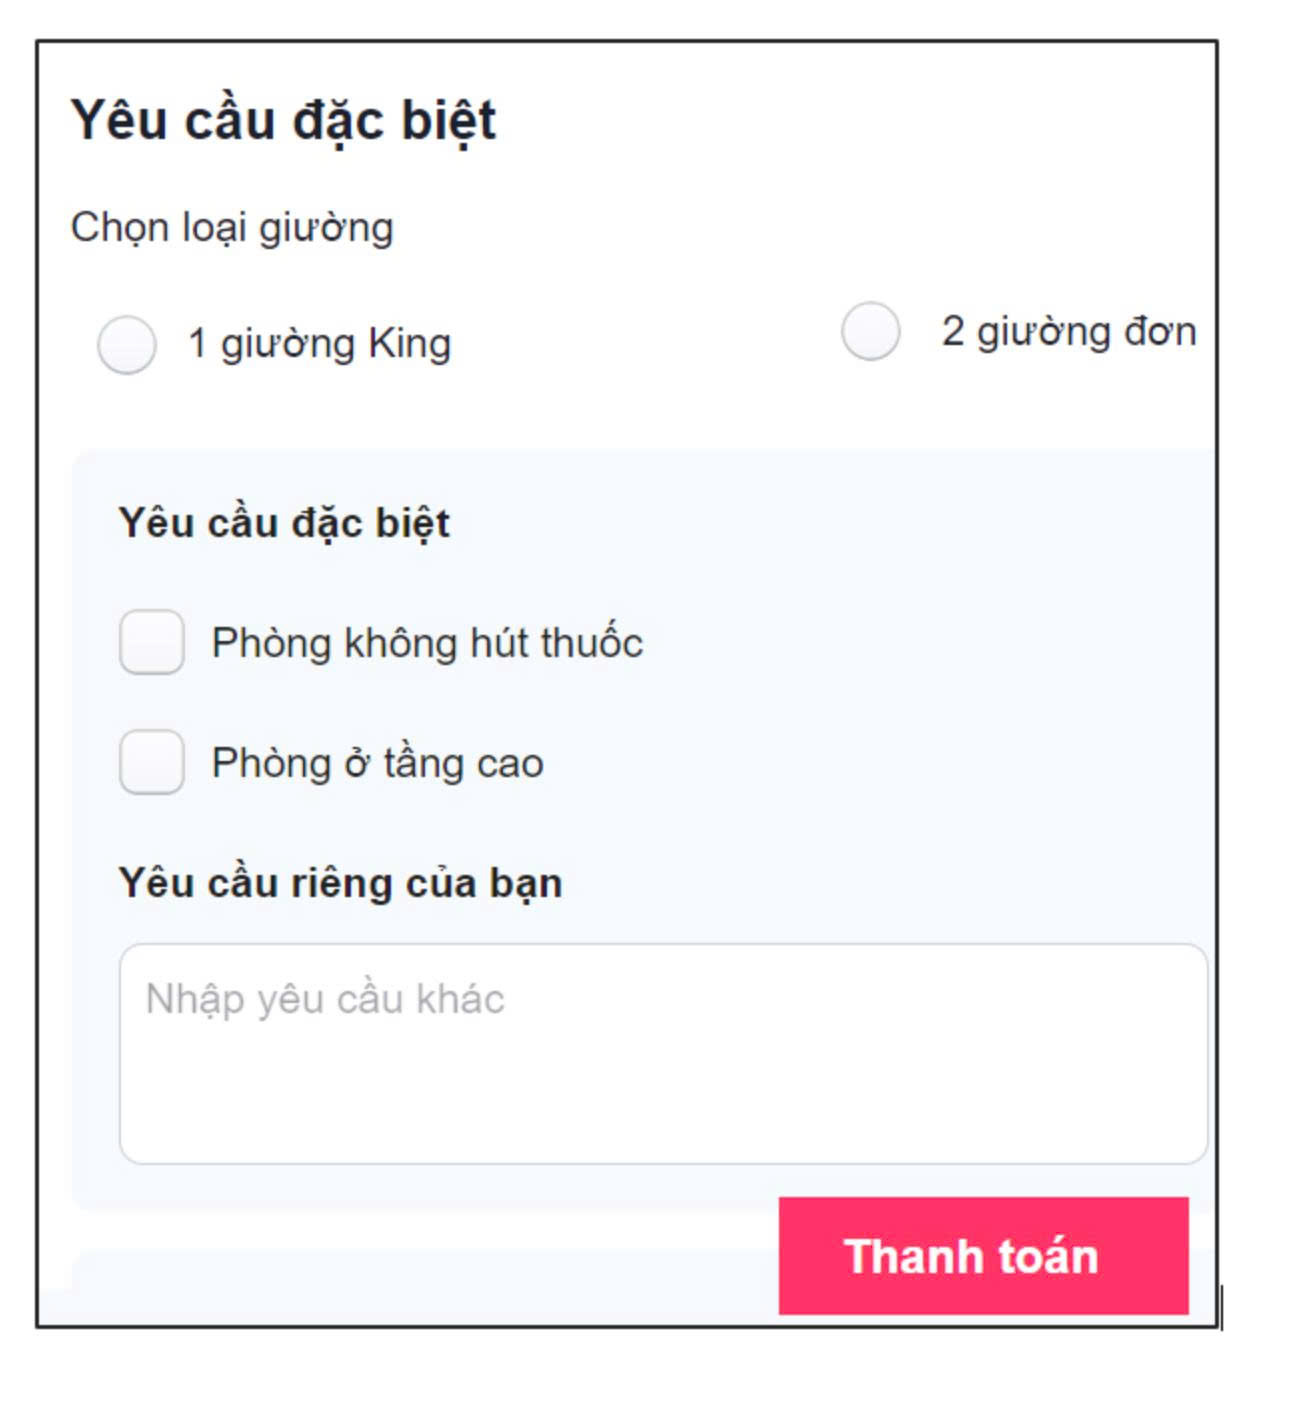 Yêu cầu đặc biệt
Chọn loại giường
1 giường King
2 giường đơn
Yêu cầu đặc biệt
Phòng không hút thuốc
Phòng ở tầng cao
Yêu cầu riêng của bạn
Nhập yêu cầu khác
Thanh toán